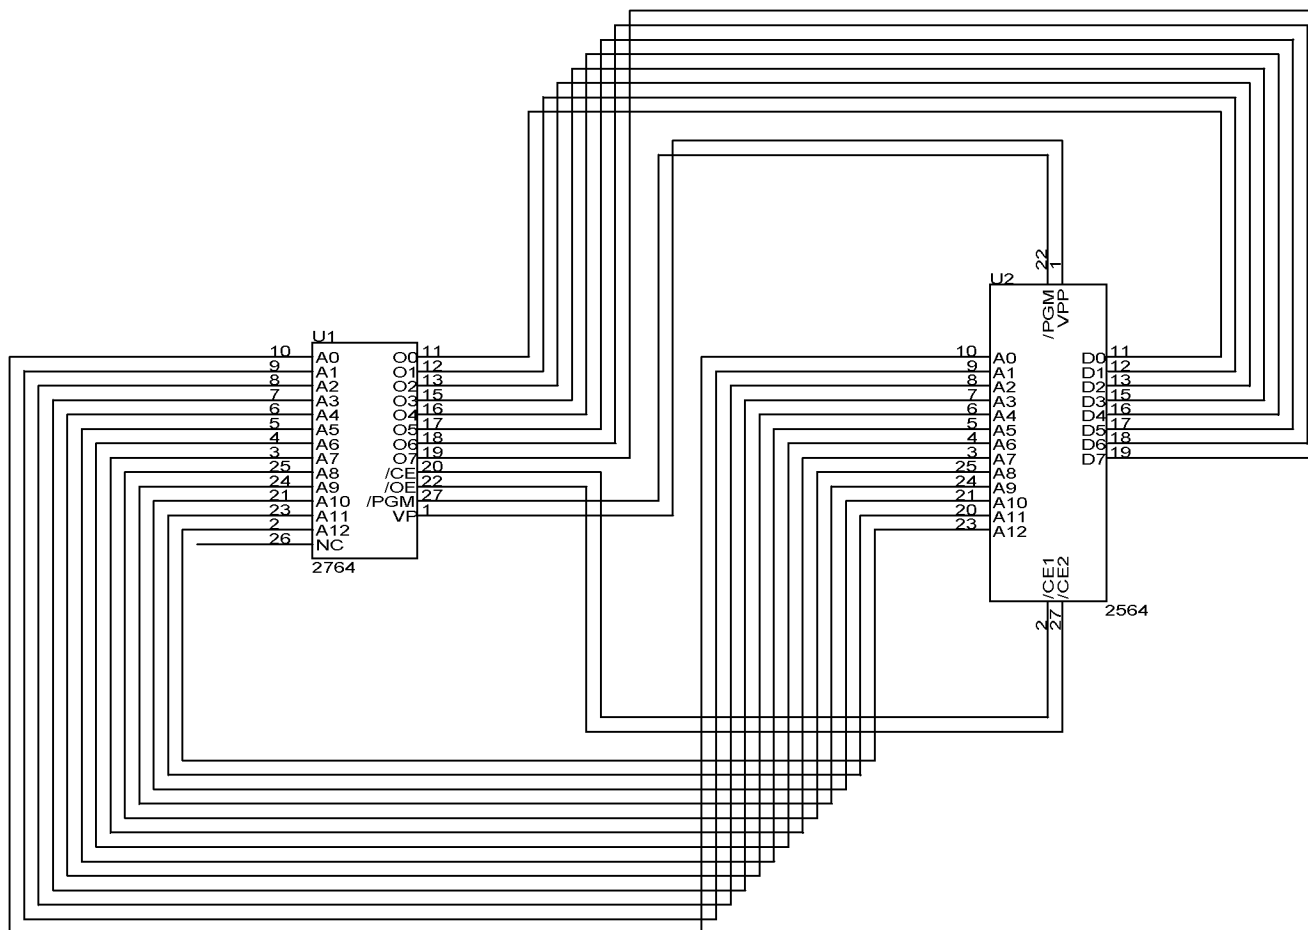 22
1
U2
/PGM
VPP
U1
10 A0 O0 11
9 A1 O1 12
8 A2 O2 13
7 A3 O3 15
6 A4 O4 16
5 A5 O5 17
4 A6 O6 18
3 A7 O7 19
25 A8 /CE 20
24 A9 /OE 22
21 A10 /PGM 27
23 A11 VP 1
2 A12
26 NC
2764
10 A0 D0 11
9 A1 D1 12
8 A2 D2 13
7 A3 D3 15
6 A4 D4 16
5 A5 D5 17
4 A6 D6 18
3 A7 D7 19
25 A8
24 A9
21 A10
20 A11
23 A12
/CE1
/CE2
2564
2
27